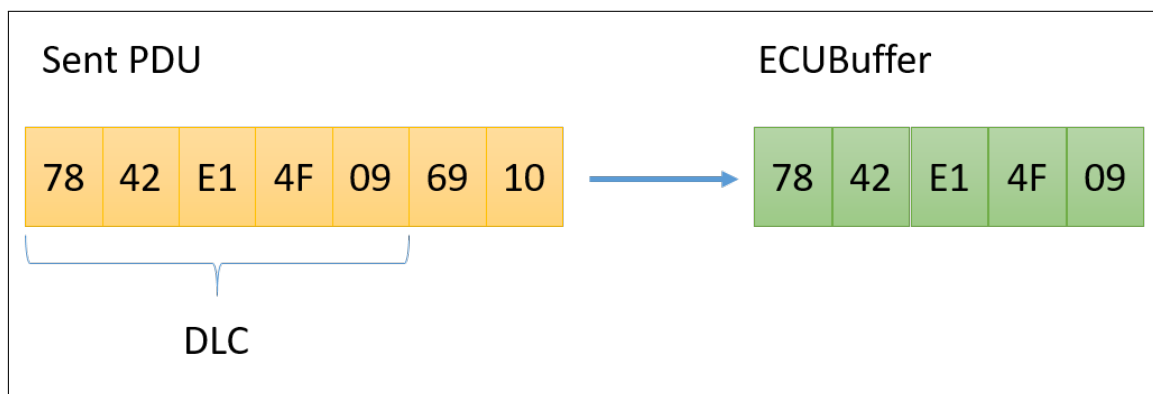 Sent PDU
ECUBuffer
78 42 E1 4F 09 69 10
78 42 E1 4F 09
DLC